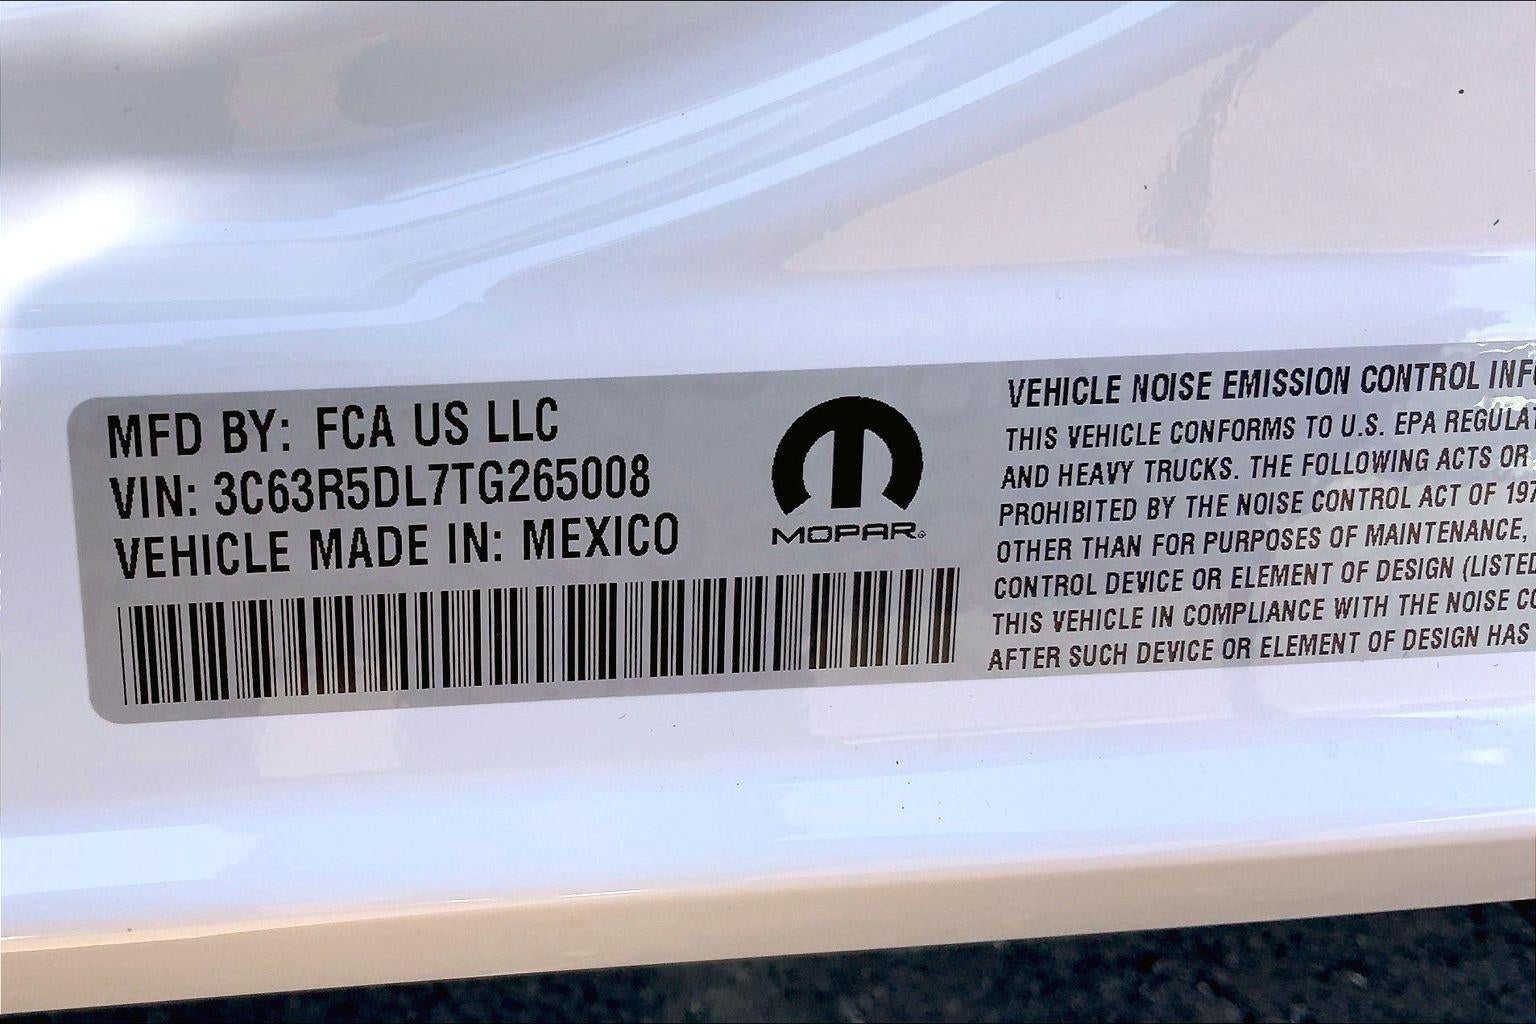 MFD BY: FCA US LLC
VIN: 3C63R5DL7TG265008
VEHICLE MADE IN: MEXICO
MOPAR®
VEHICLE NOISE EMISSION CONTROL
THIS VEHICLE CONFORMS TO U.S. EPA
AND HEAVY TRUCKS. THE FOLLOWING ACTS OR
PROHIBITED BY THE NOISE CONTROL ACT OF
OTHER THAN FOR PURPOSES OF MAINTENANCE,
CONTROL DEVICE OR ELEMENT OF DESIGN (LISTED
THIS VEHICLE IN COMPLIANCE WITH THE NOISE
AFTER SUCH DEVICE OR ELEMENT OF DESIGN HAS